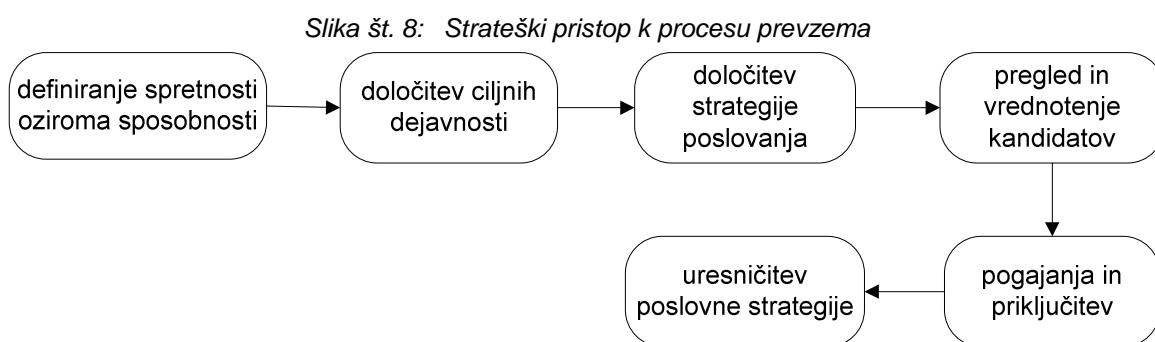 Slika št. 8: Strateški pristop k procesu prevzema
definiranje spretnosti
oziroma sposobnosti
določitev ciljnih
dejavnosti
določitev
strategije
poslovanja
pregled in
vrednotenje
kandidatov
pogajanja in
priključitev
uresničitev
poslovne strategije